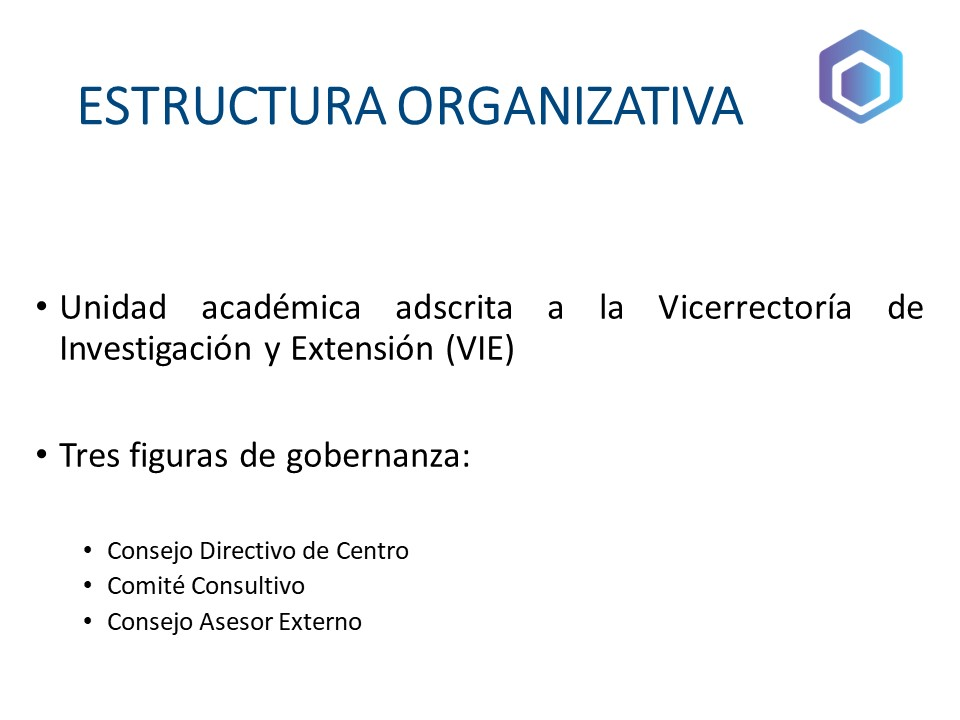 ESTRUCTURA ORGANIZATIVA
• Unidad académica adscrita a la Vicerrectoría de
Investigación y Extensión (VIE)
• Tres figuras de gobernanza:
• Consejo Directivo de Centro
• Comité Consultivo
• Consejo Asesor Externo